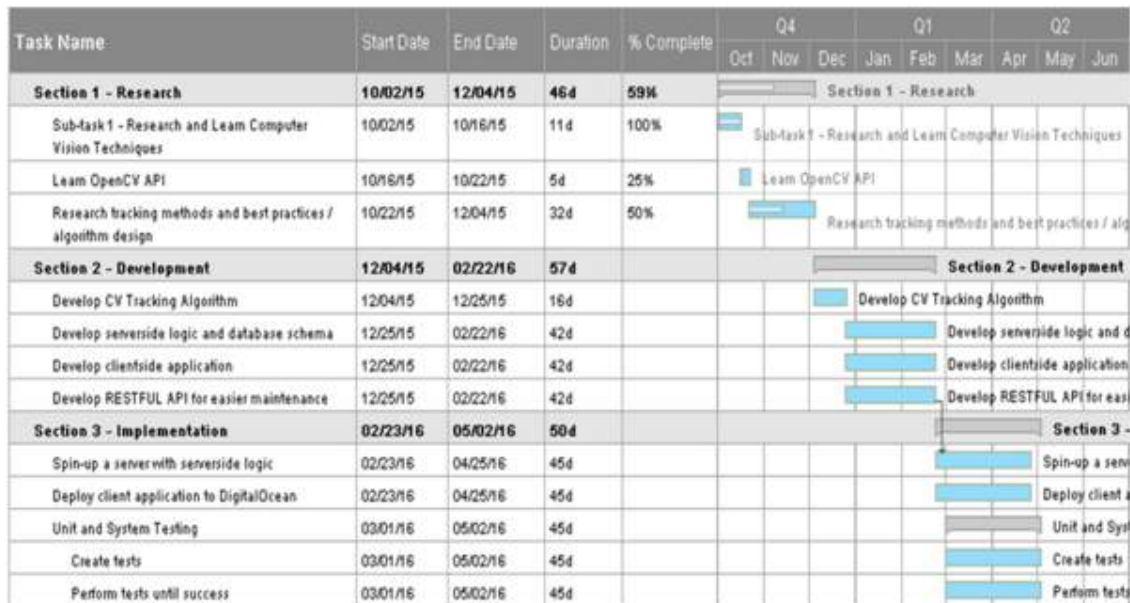 Task Name Start Date End Date Duration % Complete Q4 Q1 Q2
Oct Nov Dec Jan Feb Mar Apr May Jun
Section 1 - Research 10/02/15 12/04/15 46d 59% Section 1 - Research
Sub-task 1 - Research and Learn Computer 10/02/15 10/16/15 11d 100% Sub-task 1 - Research and Learn Computer Vision Techniques
Vision Techniques
Learn OpenCV API 10/16/15 10/22/15 5d 25% Learn OpenCV API
Research tracking methods and best practices / 10/22/15 12/04/15 32d 50% Research tracking methods and best practices / alg
algorithm design
Section 2 - Development 12/04/15 02/22/16 57d Section 2 - Development
Develop CV Tracking Algorithm 12/04/15 12/25/15 16d Develop CV Tracking Algorithm
Develop serverside logic and database schema 12/25/15 02/22/16 42d Develop serverside logic and d
Develop clientside application 12/25/15 02/22/16 42d Develop clientside application
Develop RESTFUL API for easier maintenance 12/25/15 02/22/16 42d Develop RESTFUL API for easi
Section 3 - Implementation 02/23/16 05/02/16 50d Section 3 -
Spin-up a server with serverside logic 02/23/16 04/25/16 45d Spin-up a serv
Deploy client application to DigitalOcean 02/23/16 04/25/16 45d Deploy client a
Unit and System Testing 03/01/16 05/02/16 45d Unit and Syst
Create tests 03/01/16 05/02/16 45d Create tests
Perform tests until success 03/01/16 05/02/16 45d Perform tests